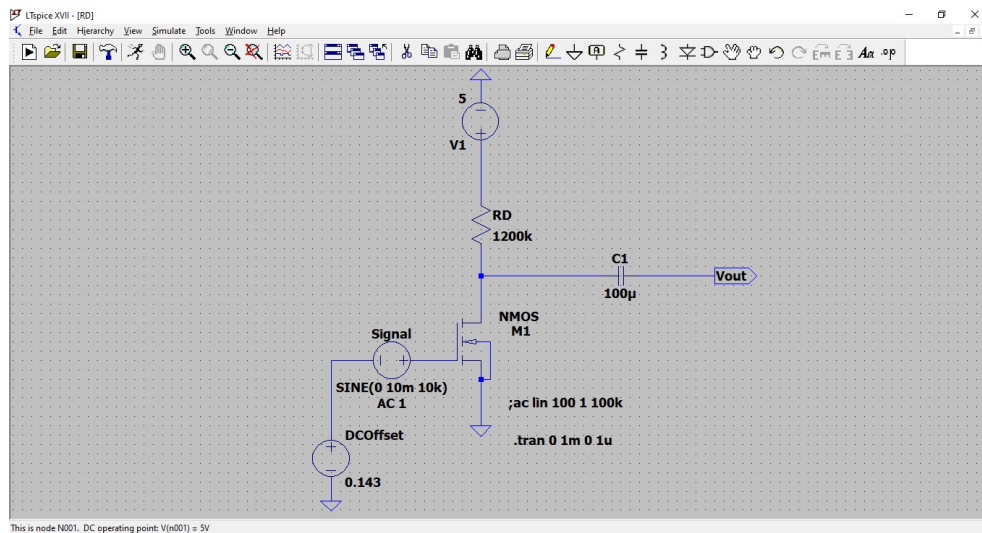 LTspice XVII - [RD]
File Edit Hierarchy View Simulate Tools Window Help
5
V1
RD
1200k
C1
100µ
Vout
NMOS
M1
Signal
SINE(0 10m 10k)
AC 1
;ac lin 100 1 100k
DCOffset
.tran 0 1m 0 1u
0.143
This is node N001. DC operating point: V(n001) = 5V